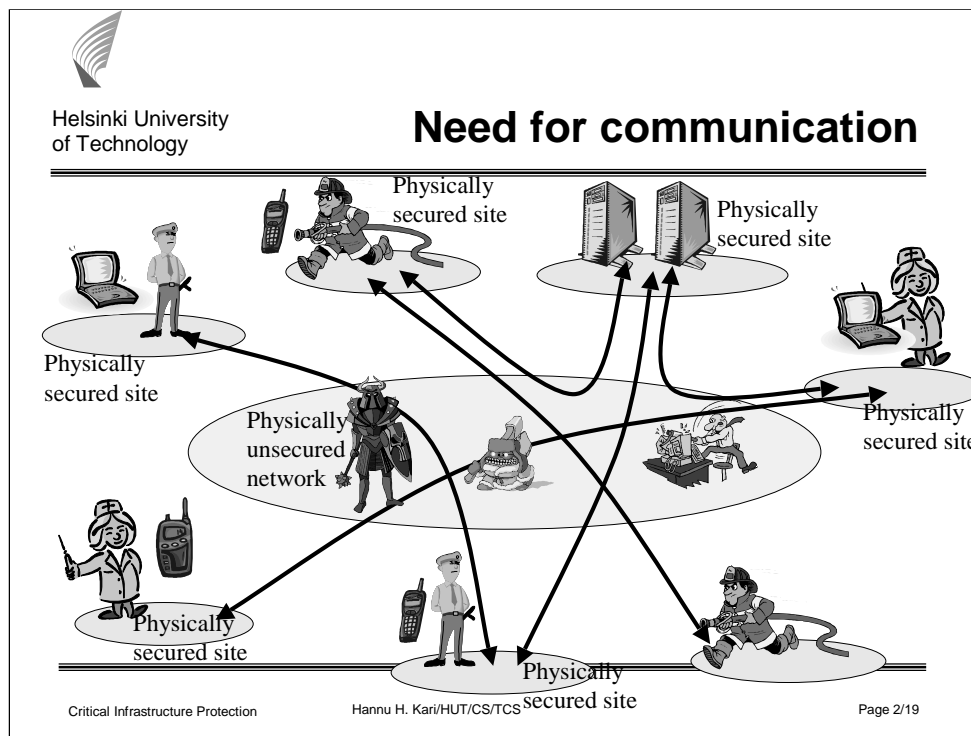 Helsinki University
of Technology
Need for communication
Physically
secured site
Physically
secured site
Physically
secured site
Physically
unsecured
network
Physically
secured site
Physically
secured site
Physically
secured site
Critical Infrastructure Protection
Hannu H. Kari/HUT/CS/TCS
Page 2/19